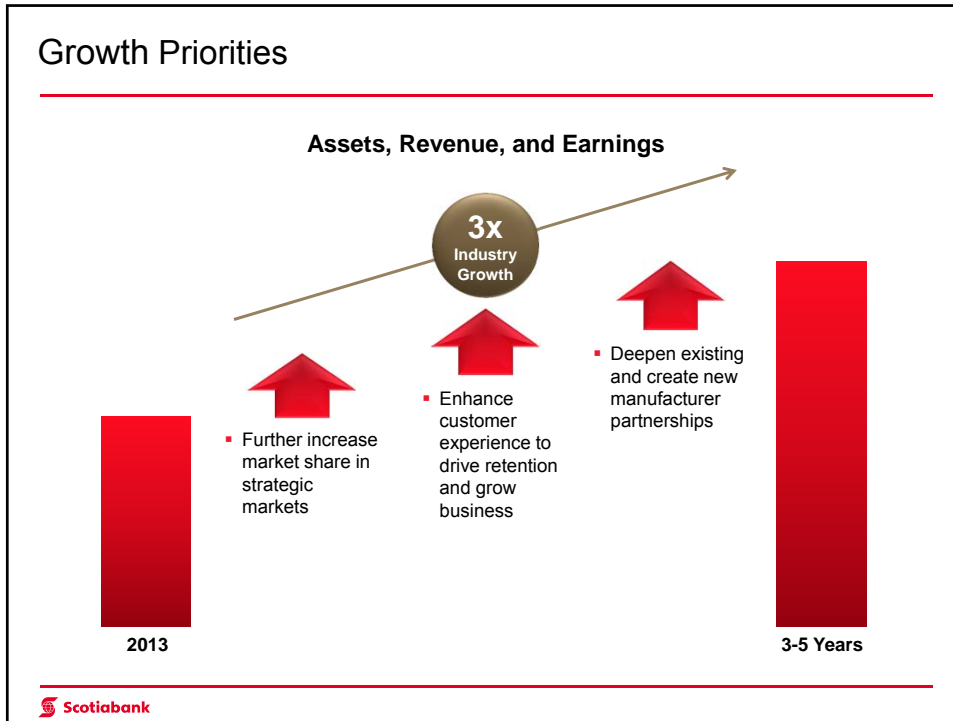 Growth Priorities
Assets, Revenue, and Earnings
3x
Industry
Growth
▪ Further increase
market share in
strategic
markets
▪ Enhance
customer
experience to
drive retention
and grow
business
▪ Deepen existing
and create new
manufacturer
partnerships
2013
3-5 Years
Scotiabank